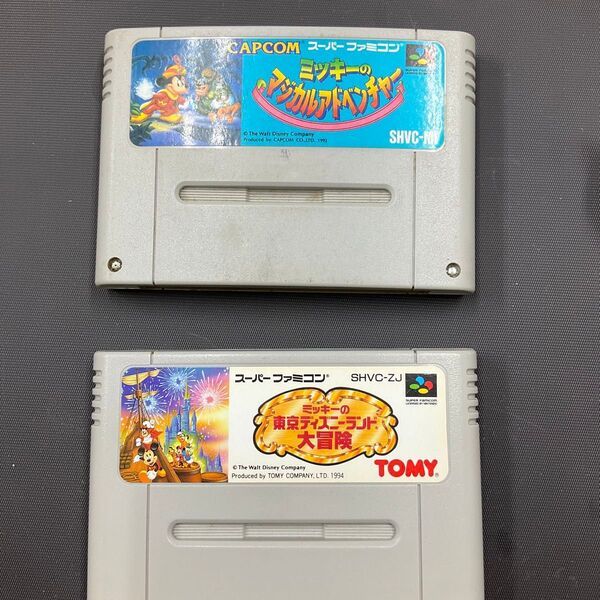 CAPCOM スーパーファミコン
ミッキーの
マジカルアドベンチャー
© The Walt Disney Company
Produced by CAPCOM CO.,LTD. 1992
スーパーファミコン SHVC-ZJ
ミッキーの
東京ディズニーランド
大冒険
© The Walt Disney Company
Produced by TOMY COMPANY, LTD. 1994
TOMY
SUPER FAMICOM